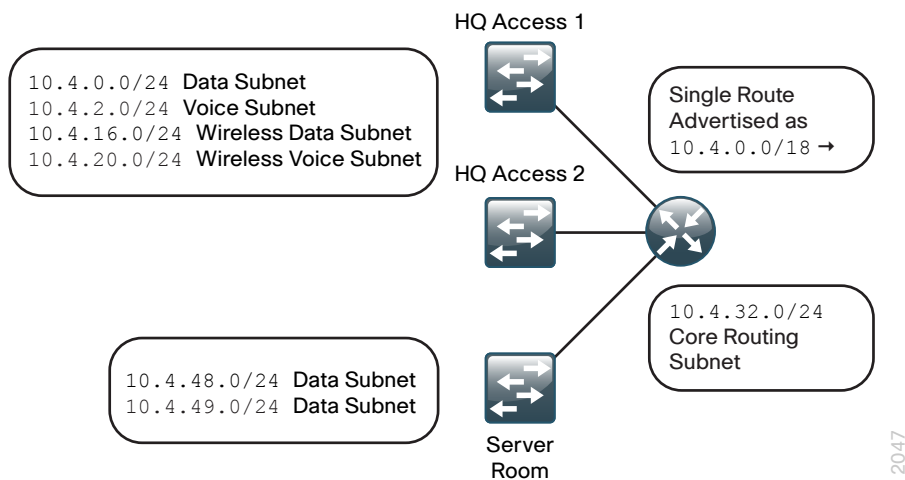 HQ Access 1
10.4.0.0/24 Data Subnet
10.4.2.0/24 Voice Subnet
10.4.16.0/24 Wireless Data Subnet
10.4.20.0/24 Wireless Voice Subnet
Single Route
Advertised as
10.4.0.0/18 →
HQ Access 2
10.4.32.0/24
Core Routing
Subnet
10.4.48.0/24 Data Subnet
10.4.49.0/24 Data Subnet
Server
Room
2047